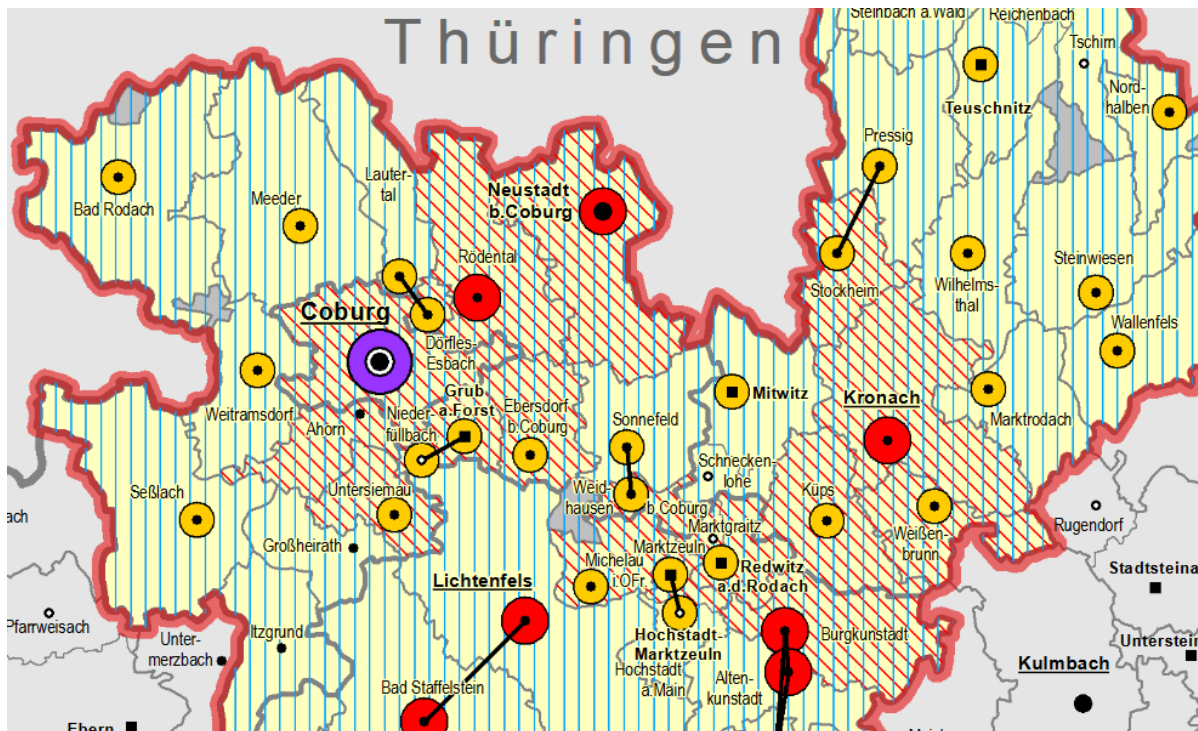 Thüringen
Steinbach a.Wald
Reichenbach
Tschirn
Nord-
halben
Teuschnitz
Pressig
Lauter-
tal
Neustadt
b.Coburg
Bad Rodach
Meeder
Rödental
Stockheim
Wilhelms-
thal
Steinwiesen
Wallenfels
Coburg
Dörfles-
Esbach
Grub
a.Forst
Ebersdorf
b.Coburg
Weitramsdorf
Ahorn
Nieder-
füllbach
Sonnefeld
Mitwitz
Kronach
Marktrodach
Schnecken-
lohe
Seßlach
Untersiemau
Weid-
hausen
b.Coburg
Küps
Weißen-
brunn
Rugendorf
ach
Großheirath
Marktgraitz
Marktzeuln
Michelau
i.OFr.
Redwitz
a.d.Rodach
Lichtenfels
Stadtsteina
Pfarrweisach
Unter-
merzbach
Itzgrund
Hochstadt-
Marktzeuln
Hochstadt
a.Main
Burgkunstadt
Alten-
kunstadt
Unterstein
Kulmbach
Bad Staffelstein
Ebern